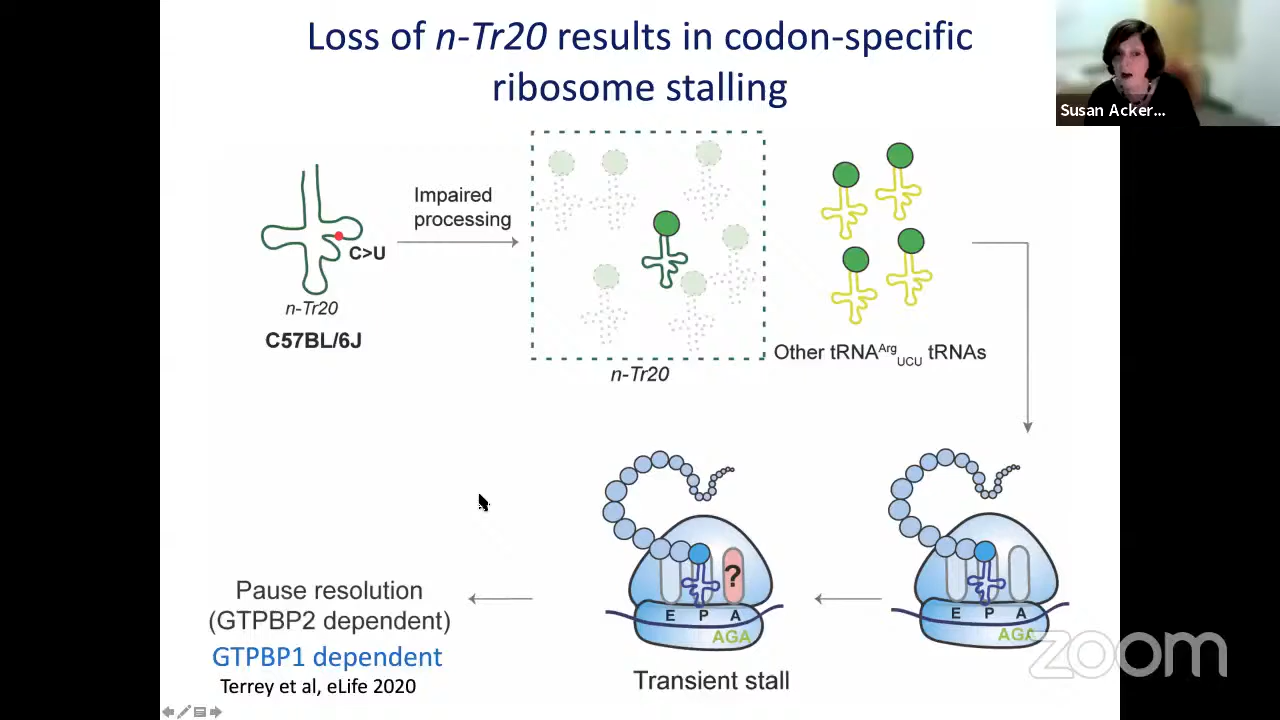 Loss of n-Tr20 results in codon-specific
ribosome stalling
Susan Acker...
Impaired
processing
C>U
n-Tr20
C57BL/6J
n-Tr20
Other tRNAArgUCU tRNAs
?
E P A
AGA
Transient stall
E P A
AGA
Pause resolution
(GTPBP2 dependent)
GTPBP1 dependent
Terrey et al, eLife 2020
zoom